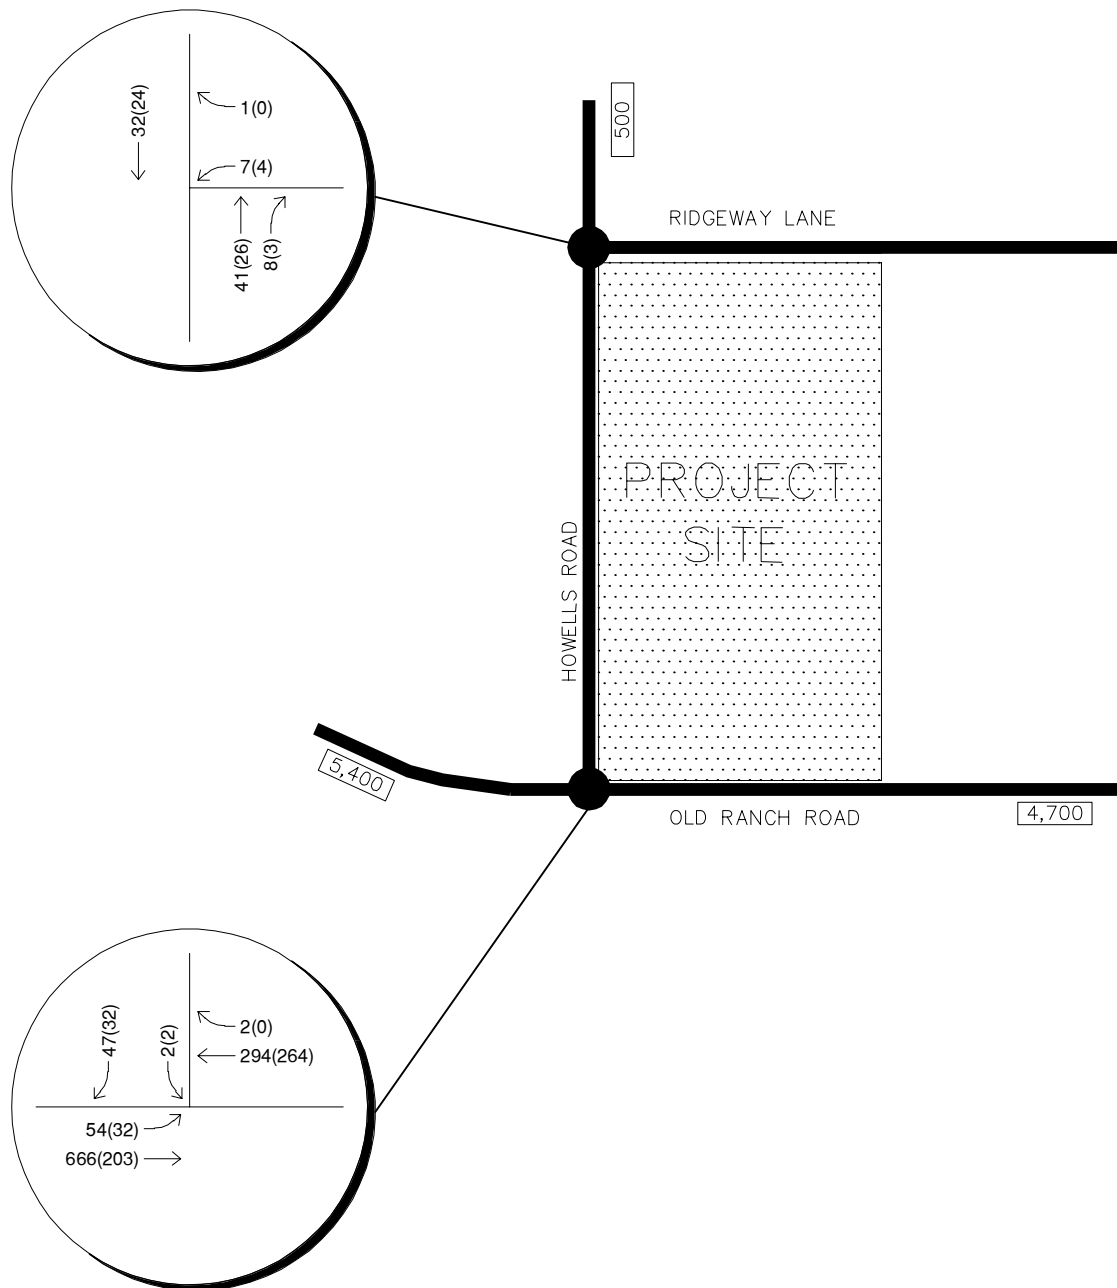 32(24)
1(0)
7(4)
41(26)
8(3)
500
RIDGEWAY LANE
PROJECT
SITE
HOWELLS ROAD
5,400
OLD RANCH ROAD
4,700
47(32)
2(2)
2(0)
294(264)
54(32)
666(203)